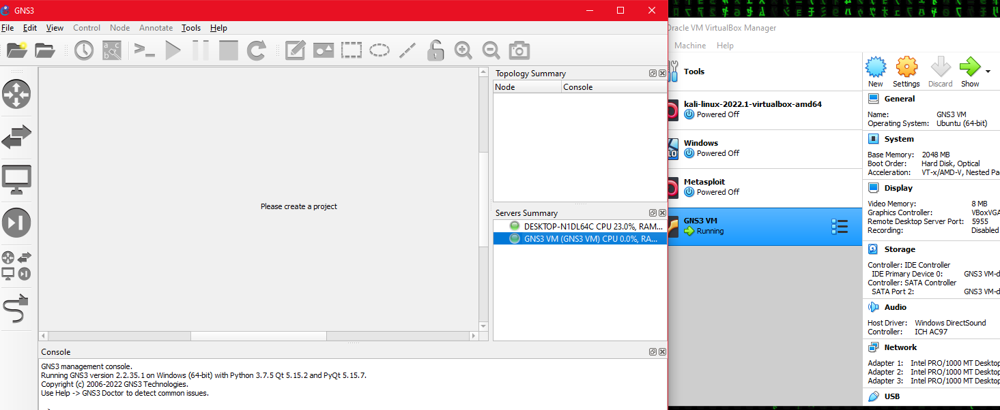 GNS3
File Edit View Control Node Annotate Tools Help
Please create a project
Topology Summary
Node Console
Servers Summary
DESKTOP-N1DL64C CPU 23.0%, RAM...
GNS3 VM (GNS3 VM) CPU 0.0%, RA...
Console
GNS3 management console.
Running GNS3 version 2.2.35.1 on Windows (64-bit) with Python 3.7.5 Qt 5.15.2 and PyQt 5.15.7.
Copyright (c) 2006-2022 GNS3 Technologies.
Use Help -> GNS3 Doctor to detect common issues.
Oracle VM VirtualBox Manager
Machine Help
Tools
kali-linux-2022.1-virtualbox-amd64
Powered Off
Windows
Powered Off
Metasploit
Powered Off
GNS3 VM
Running
New Settings Discard Show
General
Name: GNS3 VM
Operating System: Ubuntu (64-bit)
System
Base Memory: 2048 MB
Boot Order: Hard Disk, Optical
Acceleration: VT-x/AMD-V, Nested Pa
Display
Video Memory: 8 MB
Graphics Controller: VBoxVGA
Remote Desktop Server Port: 5955
Recording: Disabled
Storage
Controller: IDE Controller
IDE Primary Device 0: GNS3 VM-d
Controller: SATA Controller
SATA Port 2: GNS3 VM-d
Audio
Host Driver: Windows DirectSound
Controller: ICH AC97
Network
Adapter 1: Intel PRO/1000 MT Desktop
Adapter 2: Intel PRO/1000 MT Desktop
Adapter 3: Intel PRO/1000 MT Desktop
USB